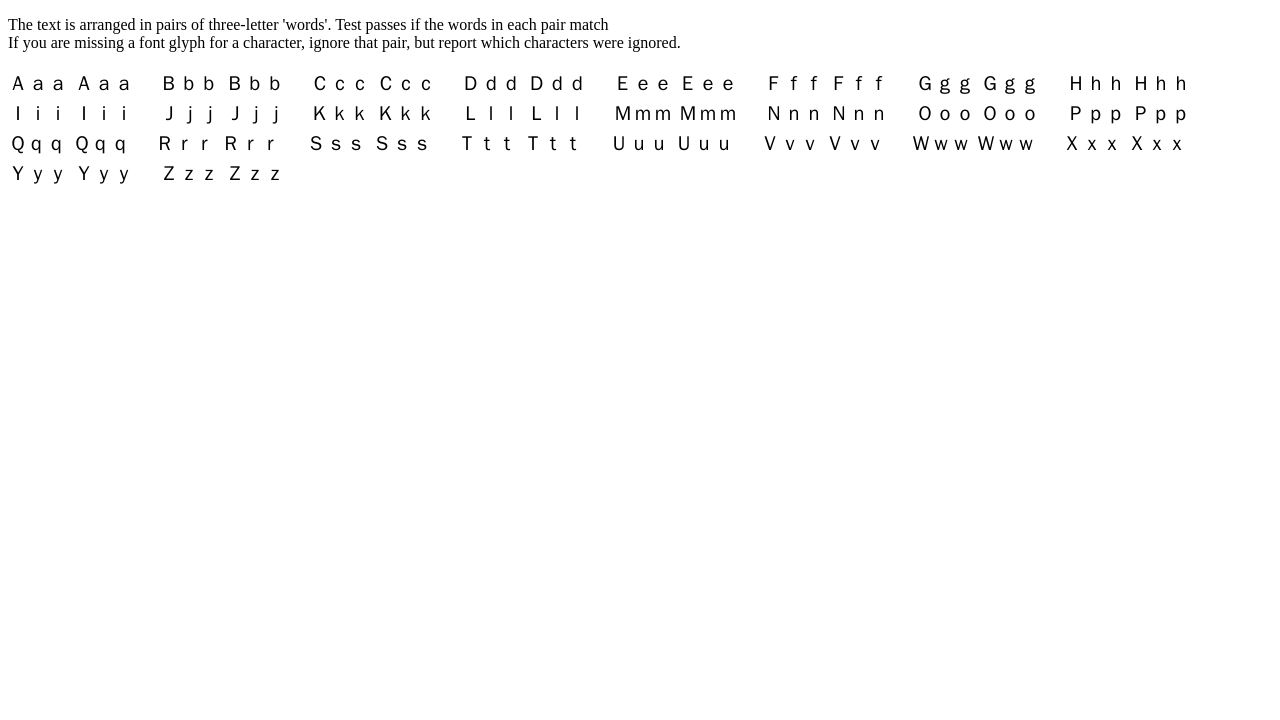 The text is arranged in pairs of three-letter 'words'. Test passes if the words in each pair match
If you are missing a font glyph for a character, ignore that pair, but report which characters were ignored.
Ａａａ Ａａａ Ｂｂｂ Ｂｂｂ Ｃｃｃ Ｃｃｃ Ｄｄｄ Ｄｄｄ Ｅｅｅ Ｅｅｅ Ｆｆｆ Ｆｆｆ Ｇｇｇ Ｇｇｇ Ｈｈｈ Ｈｈｈ
Ｉｉｉ Ｉｉｉ Ｊｊｊ Ｊｊｊ Ｋｋｋ Ｋｋｋ Ｌｌｌ Ｌｌｌ Ｍｍｍ Ｍｍｍ Ｎｎｎ Ｎｎｎ Ｏｏｏ Ｏｏｏ Ｐｐｐ Ｐｐｐ
Ｑｑｑ Ｑｑｑ Ｒｒｒ Ｒｒｒ Ｓｓｓ Ｓｓｓ Ｔｔｔ Ｔｔｔ Ｕｕｕ Ｕｕｕ Ｖｖｖ Ｖｖｖ Ｗｗｗ Ｗｗｗ Ｘｘｘ Ｘｘｘ
Ｙｙｙ Ｙｙｙ Ｚｚｚ Ｚｚｚ